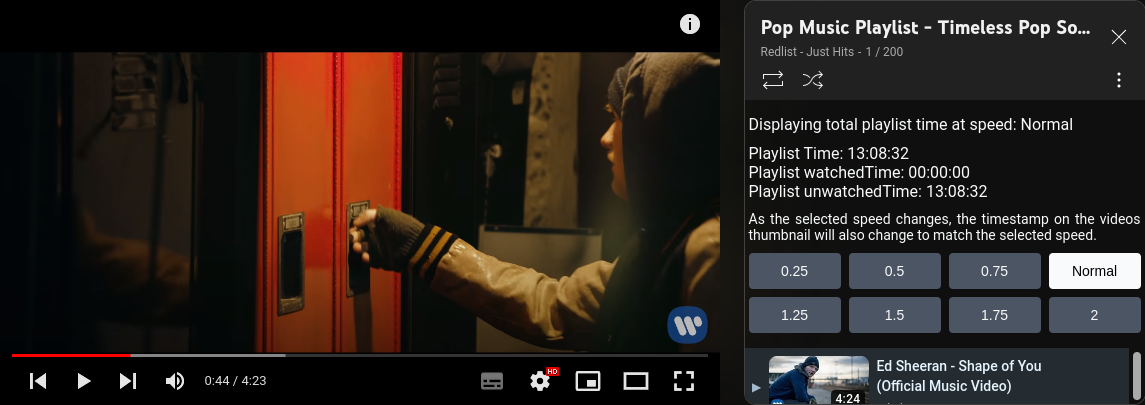 Pop Music Playlist - Timeless Pop So...
Redlist - Just Hits - 1 / 200
Displaying total playlist time at speed: Normal
Playlist Time: 13:08:32
Playlist watchedTime: 00:00:00
Playlist unwatchedTime: 13:08:32
As the selected speed changes, the timestamp on the videos
thumbnail will also change to match the selected speed.
0.25 0.5 0.75 Normal
1.25 1.5 1.75 2
Ed Sheeran - Shape of You
(Official Music Video)
4:24
0:44 / 4:23
HD